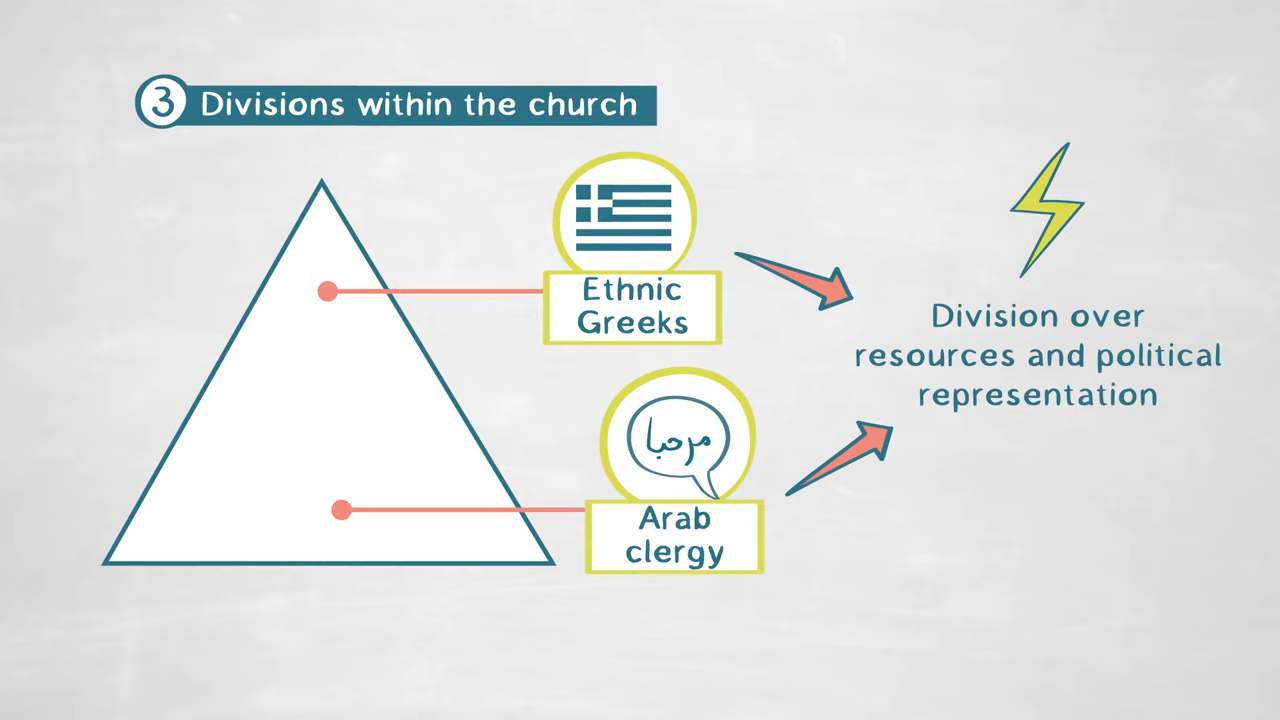 3 Divisions within the church
Ethnic
Greeks
Division over
resources and political
representation
مرحبا
Arab
clergy